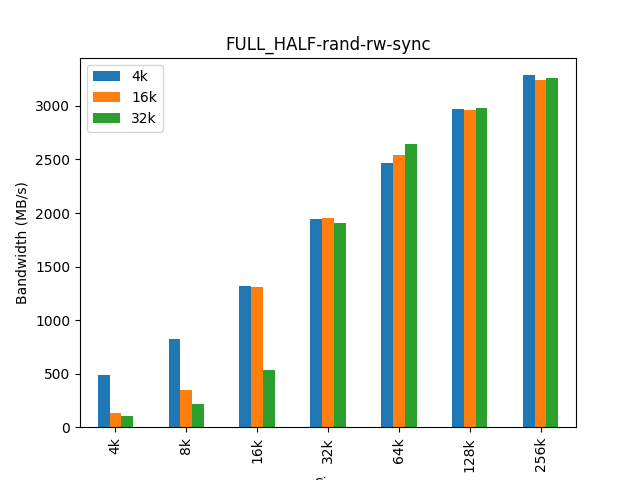 FULL_HALF-rand-rw-sync
4k
16k
32k
Bandwidth (MB/s)
3000
2500
2000
1500
1000
500
0
4k
8k
16k
32k
64k
128k
256k